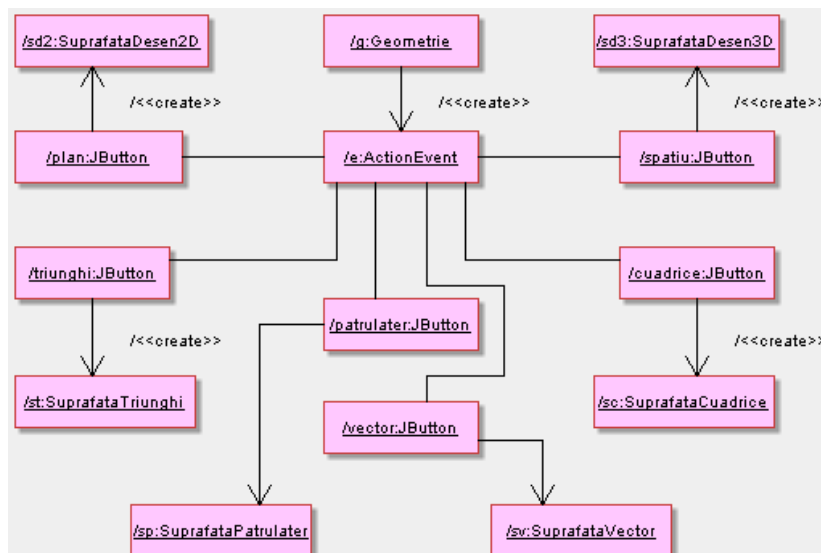 /sd2:SuprafataDesen2D
/g:Geometrie
/sd3:SuprafataDesen3D
/<<create>>
/<<create>>
/<<create>>
/plan:JButton
/e:ActionEvent
/spatiu:JButton
/triunghi:JButton
/cuadrice:JButton
/patrulater:JButton
/<<create>>
/<<create>>
/st:SuprafataTriunghi
/sc:SuprafataCuadrice
/vector:JButton
/sp:SuprafataPatrulater
/sv:SuprafataVector